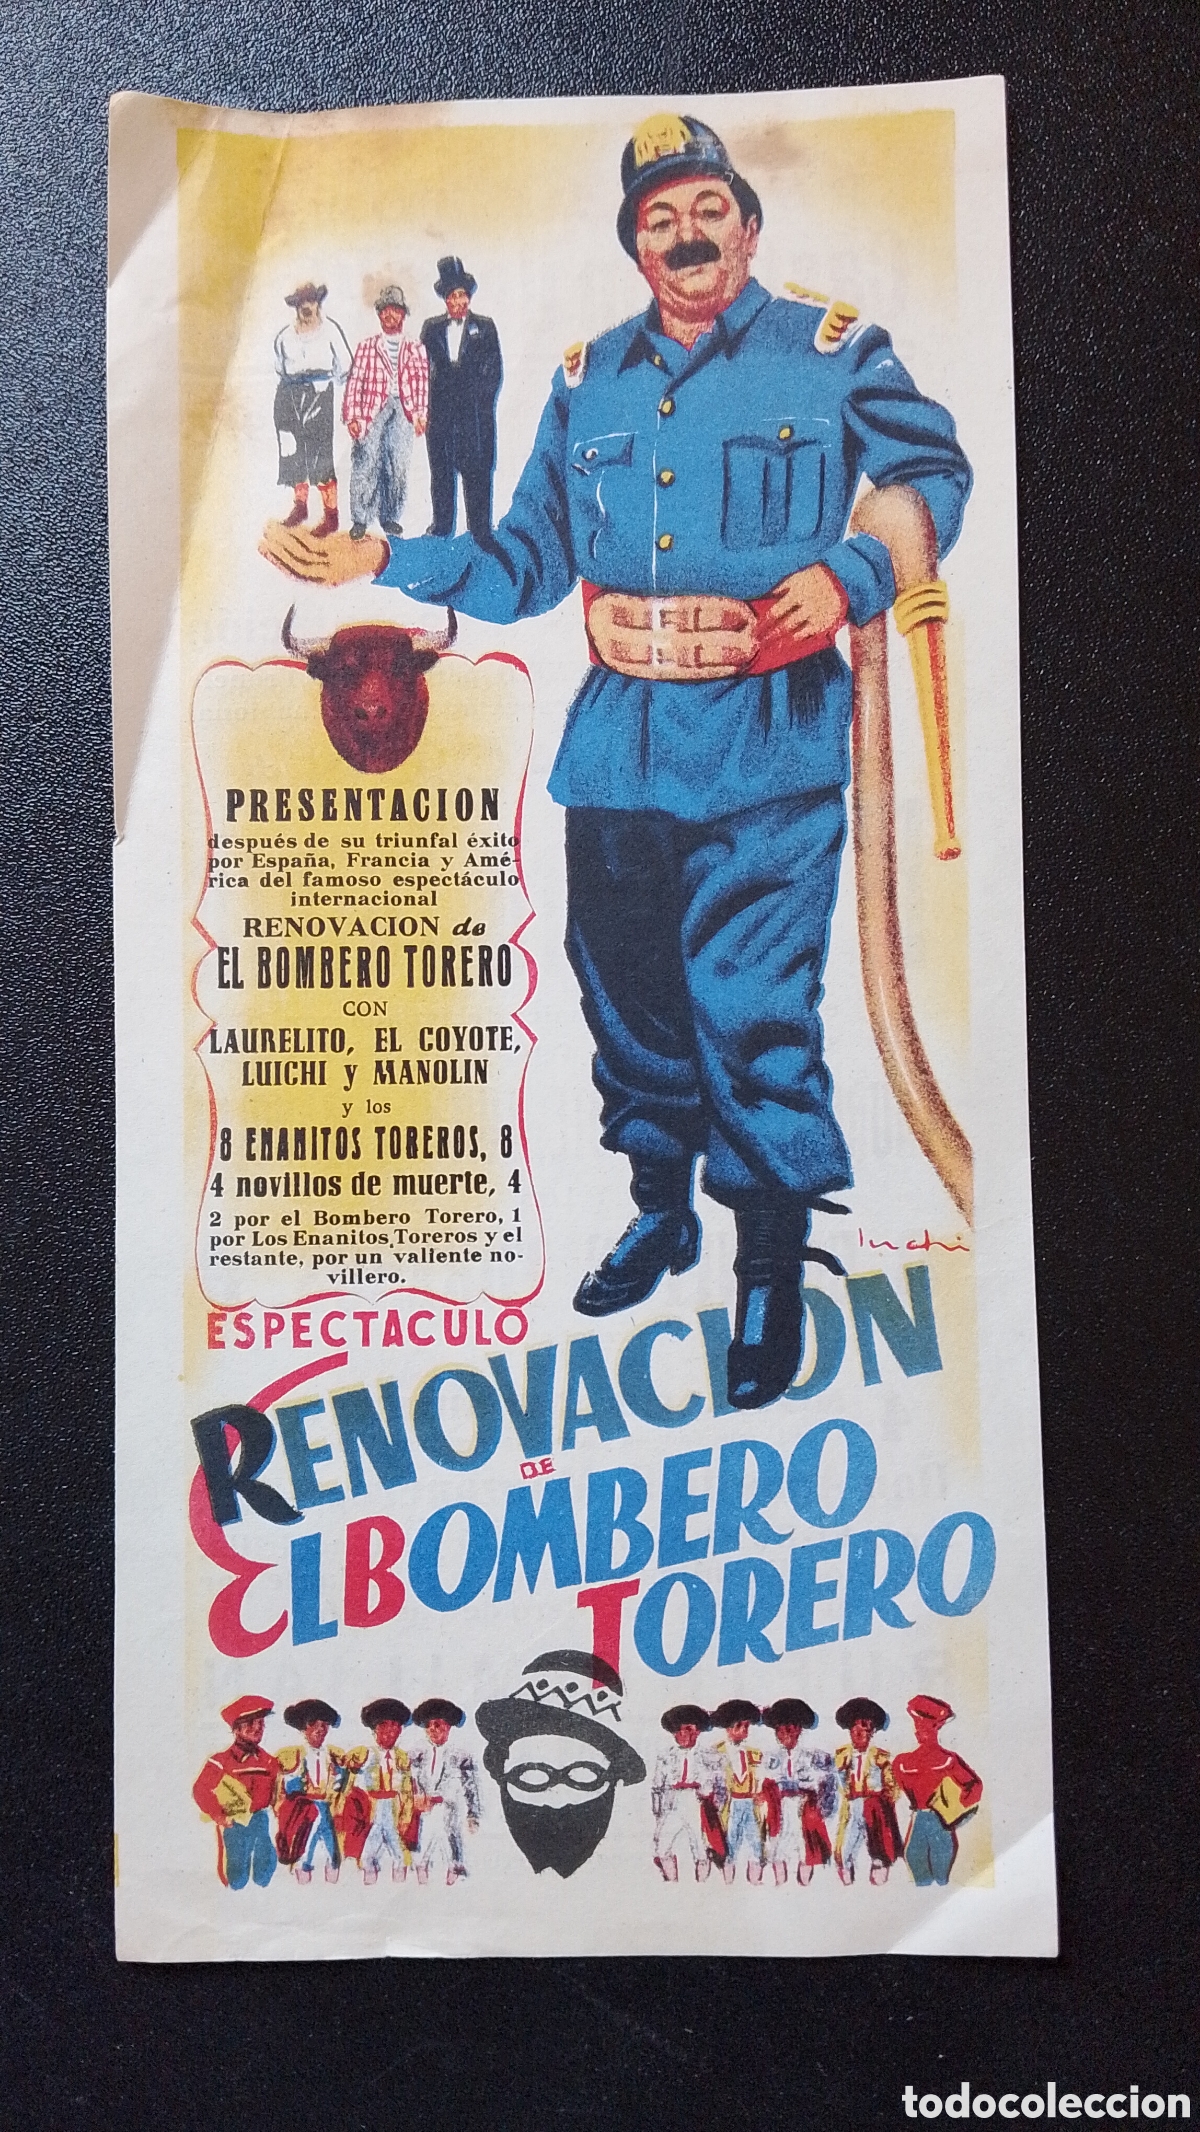 PRESENTACION
después de su triunfal éxito
por España, Francia y Amé-
rica del famoso espectáculo
internacional
RENOVACION de
EL BOMBERO TORERO
CON
LAURELITO, EL COYOTE,
LUICHI y MANOLIN
y los
8 ENANITOS TOREROS, 8
4 novillos de muerte, 4
2 por el Bombero Torero, 1
por Los Enanitos Toreros y el
restante, por un valiente no-
villero.
ESPECTACULO
RENOVACION
DE
EL BOMBERO
TORERO
todocoleccion